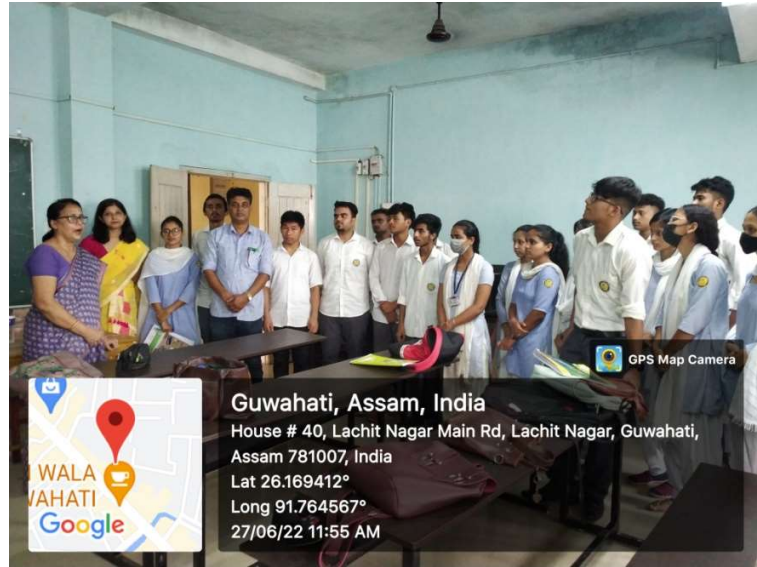 GPS Map Camera
Guwahati, Assam, India
House # 40, Lachit Nagar Main Rd, Lachit Nagar, Guwahati,
Assam 781007, India
Lat 26.169412°
Long 91.764567°
27/06/22 11:55 AM
WALA
Google